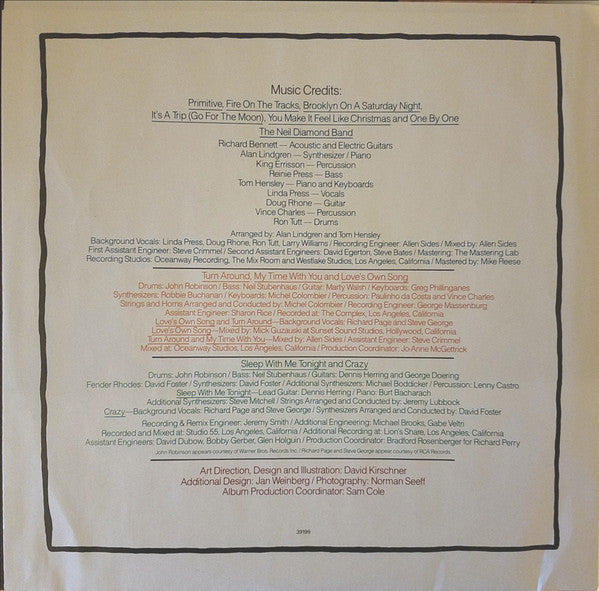 Music Credits:
Primitive, Fire On The Tracks, Brooklyn On A Saturday Night,
It's A Trip (Go For The Moon), You Make It Feel Like Christmas and One By One
The Neil Diamond Band
Richard Bennett — Acoustic and Electric Guitars
Alan Lindgren — Synthesizer / Piano
King Errisson — Percussion
Reinie Press — Bass
Tom Hensley — Piano and Keyboards
Linda Press — Vocals
Doug Rhone — Guitar
Vince Charles — Percussion
Ron Tutt — Drums
Arranged by: Alan Lindgren and Tom Hensley
Background Vocals: Linda Press, Doug Rhone, Ron Tutt, Larry Williams / Recording Engineer: Allen Sides / Mixed by: Allen Sides
First Assistant Engineer: Steve Crimmel / Second Assistant Engineers: David Egerton, Steve Bates / Mastering: The Mastering Lab
Recording Studios: Oceanway Recording, The Mix Room and Westlake Studios, Los Angeles, California / Mastered by: Mike Reese
Turn Around, My Time With You and Love's Own Song
Drums: John Robinson / Bass: Neil Stubenhaus / Guitar: Marty Walsh / Keyboards: Greg Phillinganes
Synthesizers: Robbie Buchanan / Keyboards: Michel Colombier / Percussion: Paulinho da Costa and Vince Charles
Strings and Horns Arranged and Conducted by: Michel Colombier / Recording Engineer: George Massenburg
Assistant Engineer: Sharon Rice / Recorded at: The Complex, Los Angeles, California
Love's Own Song and Turn Around—Background Vocals: Richard Page and Steve George
Love's Own Song—Mixed by: Mick Guzauski at Sunset Sound Studios, Hollywood, California
Turn Around and My Time With You—Mixed by: Allen Sides / Assistant Engineer: Steve Crimmel
Mixed at: Oceanway Studios, Los Angeles, California / Production Coordinator: Jo-Anne McGettrick
Sleep With Me Tonight and Crazy
Drums: John Robinson / Bass: Neil Stubenhaus / Guitars: Dennis Herring and George Doering
Fender Rhodes: David Foster / Synthesizers: David Foster / Additional Synthesizers: Michael Boddicker / Percussion: Lenny Castro
Sleep With Me Tonight—Lead Guitar: Dennis Herring / Piano: Burt Bacharach
Additional Synthesizers: Steve Mitchell / Strings Arranged and Conducted by: Jeremy Lubbock
Crazy—Background Vocals: Richard Page and Steve George / Synthesizers Arranged and Conducted by: David Foster
Recording & Remix Engineer: Jeremy Smith / Additional Engineering: Michael Brooks, Gabe Veltri
Recorded and Mixed at: Studio 55, Los Angeles, California / Additional Recording at: Lion's Share, Los Angeles, California
Assistant Engineers: David Dubow, Bobby Gerber, Glen Holguin / Production Coordinator: Bradford Rosenberger for Richard Perry
John Robinson appears courtesy of Warner Bros. Records Inc. / Richard Page and Steve George appear courtesy of RCA Records.
Art Direction, Design and Illustration: David Kirschner
Additional Design: Jan Weinberg / Photography: Norman Seeff
Album Production Coordinator: Sam Cole
39199